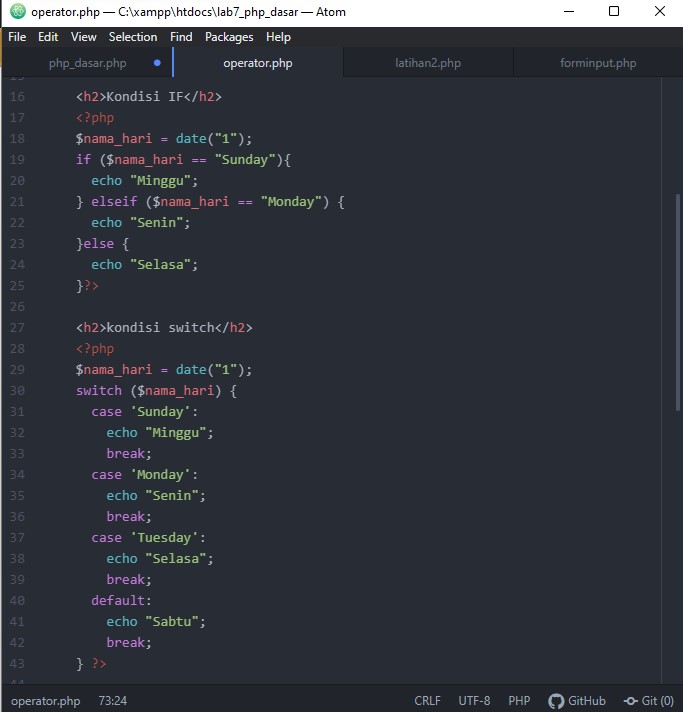 operator.php — C:\xampp\htdocs\lab7_php_dasar — Atom
File Edit View Selection Find Packages Help
php_dasar.php operator.php latihan2.php forminput.php
15
16 <h2>Kondisi IF</h2>
17 <?php
18 $nama_hari = date("1");
19 if ($nama_hari == "Sunday"){
20 echo "Minggu";
21 } elseif ($nama_hari == "Monday") {
22 echo "Senin";
23 }else {
24 echo "Selasa";
25 }?>
26
27 <h2>kondisi switch</h2>
28 <?php
29 $nama_hari = date("1");
30 switch ($nama_hari) {
31 case 'Sunday':
32 echo "Minggu";
33 break;
34 case 'Monday':
35 echo "Senin";
36 break;
37 case 'Tuesday':
38 echo "Selasa";
39 break;
40 default:
41 echo "Sabtu";
42 break;
43 } ?>
44
operator.php 73:24 CRLF UTF-8 PHP GitHub Git (0)